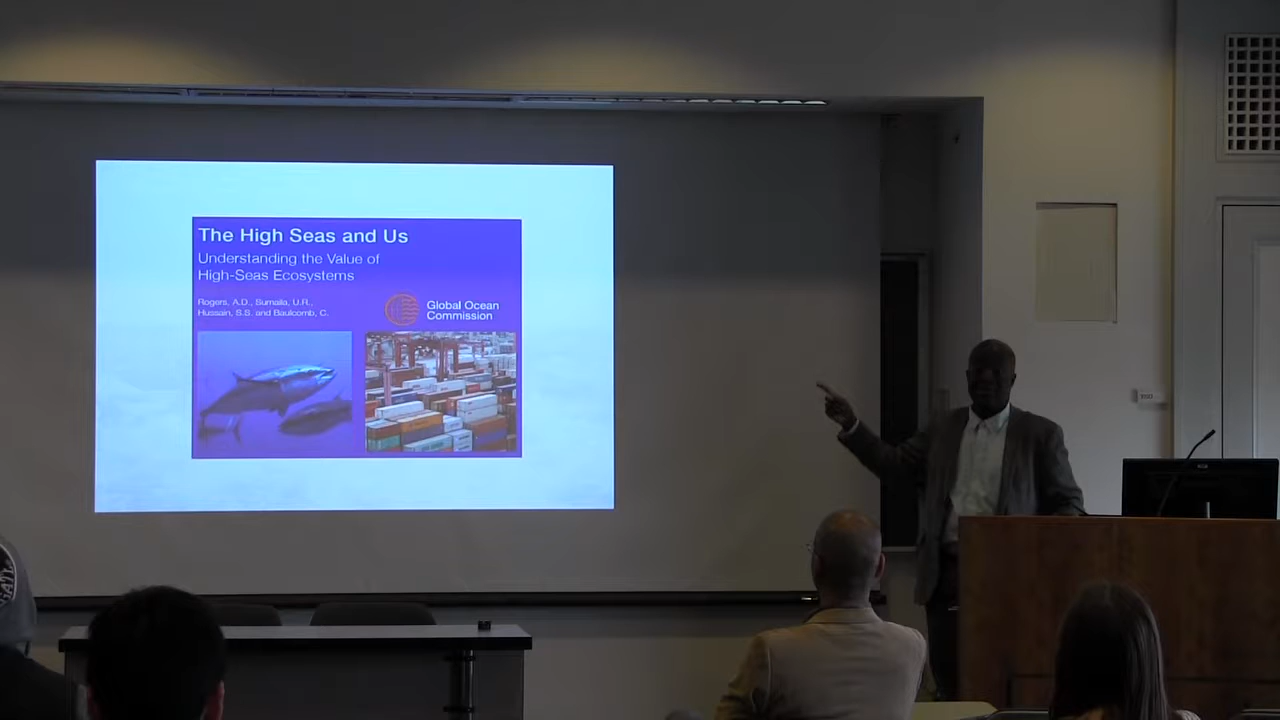 The High Seas and Us
Understanding the Value of
High-Seas Ecosystems
Rogers, A.D., Sumaila, U.R.,
Hussain, S.S. and Baulcomb, C.
Global Ocean
Commission